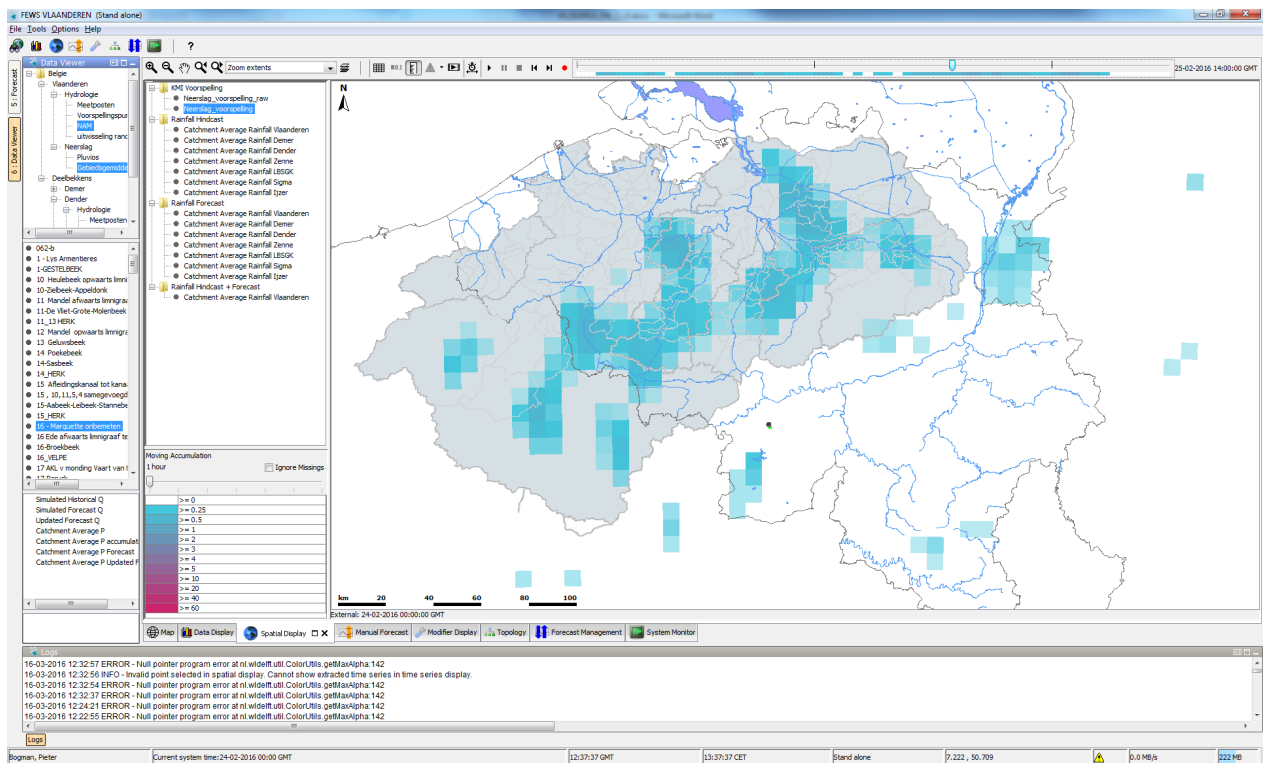 FEWS VLAANDEREN (Stand alone)
File Tools Options Help
?
5 : Forecast
6 : Data Viewer
Data Viewer
Belgie
Vlaanderen
Hydrologie
Meetposten
Voorspellingspur
NAM
uitwisseling rand
Neerslag
Pluvios
Gebiedsgemidde
Deelbekkens
Demer
Dender
Hydrologie
Meetposten
062-b
1 - Lys Armentieres
1-GESTELBEEK
10 Heulebeek opwaarts limni
10-Zielbeek-Appeldonk
11 Mandel afwaarts limnigraa
11-De Vliet-Grote-Molenbeek
11_13 HERK
12 Mandel opwaarts limnigra
13 Geluwsbeek
14 Poekebeek
14-Sasbeek
14_HERK
15 Afleidingskanaal tot kana
15 , 10,11,5,4 samegevoegd
15-Aabeek-Leibeek-Stannebe
15_HERK
16 - Marquette onbemeten
16 Ede afwaarts limnigraaf te
16-Broekbeek
16_VELPE
17 AKL v monding Vaart van l
Simulated Historical Q
Simulated Forecast Q
Updated Forecast Q
Catchment Average P
Catchment Average P accumulat
Catchment Average P Forecast
Catchment Average P Updated F
Zoom extents
25-02-2016 14:00:00 GMT
KMI Voorspelling
Neerslag_voorspelling_raw
Neerslag_voorspelling
Rainfall Hindcast
Catchment Average Rainfall Vlaanderen
Catchment Average Rainfall Demer
Catchment Average Rainfall Dender
Catchment Average Rainfall Zenne
Catchment Average Rainfall LBSGK
Catchment Average Rainfall Sigma
Catchment Average Rainfall Ijzer
Rainfall Forecast
Catchment Average Rainfall Vlaanderen
Catchment Average Rainfall Demer
Catchment Average Rainfall Dender
Catchment Average Rainfall Zenne
Catchment Average Rainfall LBSGK
Catchment Average Rainfall Sigma
Catchment Average Rainfall Ijzer
Rainfall Hindcast + Forecast
Catchment Average Rainfall Vlaanderen
Moving Accumulation
1 hour
Ignore Missings
>= 0
>= 0.25
>= 0.5
>= 1
>= 2
>= 3
>= 4
>= 5
>= 10
>= 20
>= 40
>= 60
N
km 20 40 60 80 100
External: 24-02-2016 00:00:00 GMT
Map Data Display Spatial Display Manual Forecast Modifier Display Topology Forecast Management System Monitor
Logs
16-03-2016 12:32:57 ERROR - Null pointer program error at nl.wldelft.util.ColorUtils.getMaxAlpha:142
16-03-2016 12:32:56 INFO - Invalid point selected in spatial display. Cannot show extracted time series in time series display.
16-03-2016 12:32:54 ERROR - Null pointer program error at nl.wldelft.util.ColorUtils.getMaxAlpha:142
16-03-2016 12:32:37 ERROR - Null pointer program error at nl.wldelft.util.ColorUtils.getMaxAlpha:142
16-03-2016 12:24:21 ERROR - Null pointer program error at nl.wldelft.util.ColorUtils.getMaxAlpha:142
16-03-2016 12:22:55 ERROR - Null pointer program error at nl.wldelft.util.ColorUtils.getMaxAlpha:142
Logs
Bogman, Pieter
Current system time:24-02-2016 00:00 GMT
12:37:37 GMT
13:37:37 CET
Stand alone
7.222 , 50.709
0.0 MB/s
222 MB